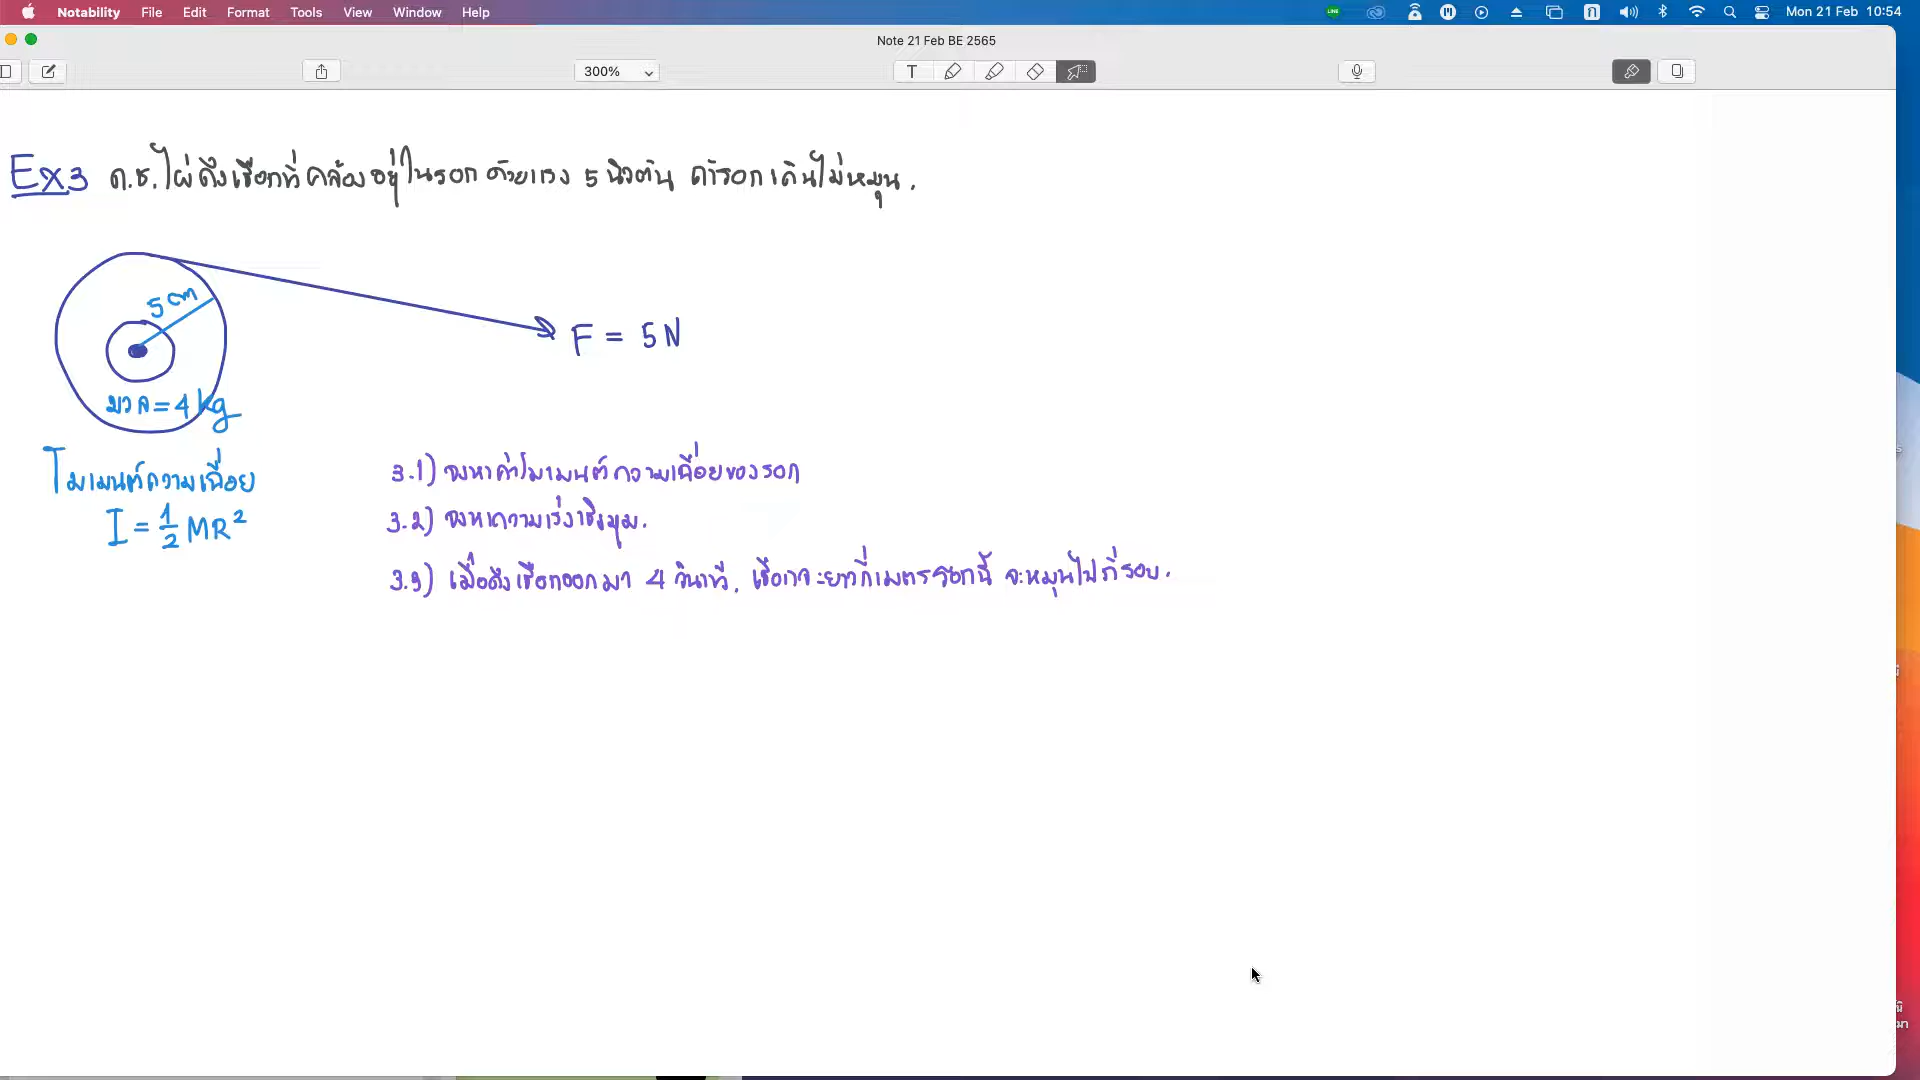 Notability File Edit Format Tools View Window Help
Mon 21 Feb 10:54
Note 21 Feb BE 2565
300%
T
Ex3 ด.ช.ไผ่ดึงเชือกที่คล้องอยู่ในรอกด้วยแรง 5 นิวตัน ถ้ารอกเดิมไม่หมุน.
5 cm
F = 5N
มวล = 4 kg
โมเมนต์ความเฉื่อย
I = 1/2 MR²
3.1) จงหาค่าโมเมนต์ความเฉื่อยของรอก
3.2) จงหาความเร่งเชิงมุม.
3.3) เมื่อดึงเชือกออกมา 4 วินาที, เชือกจะยาวกี่เมตร รอกนี้ จะหมุนไปกี่รอบ.